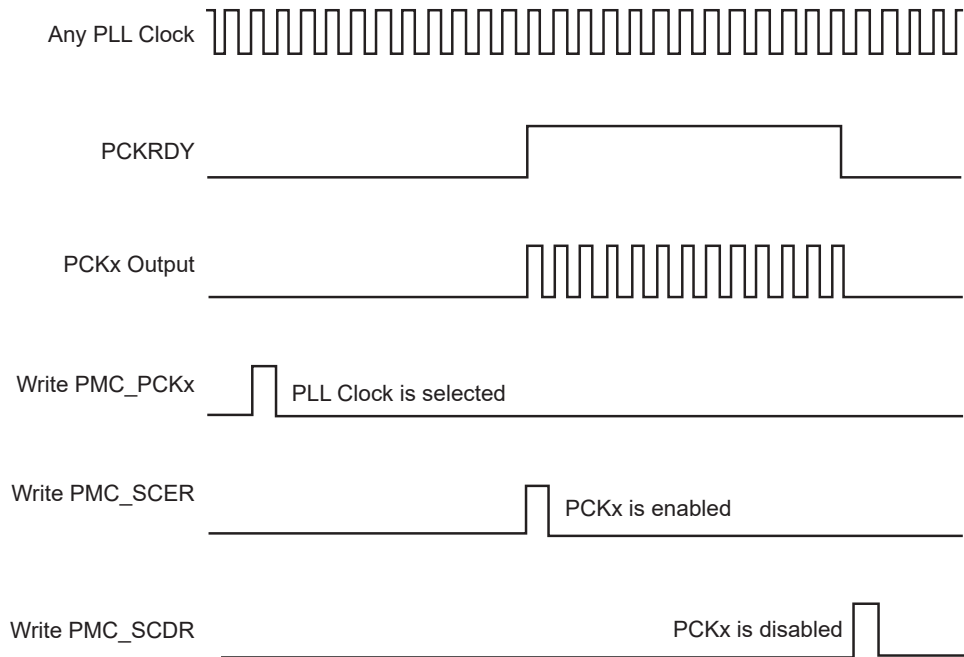 Any PLL Clock
PCKRDY
PCKx Output
Write PMC_PCKx
PLL Clock is selected
Write PMC_SCER
PCKx is enabled
Write PMC_SCDR
PCKx is disabled